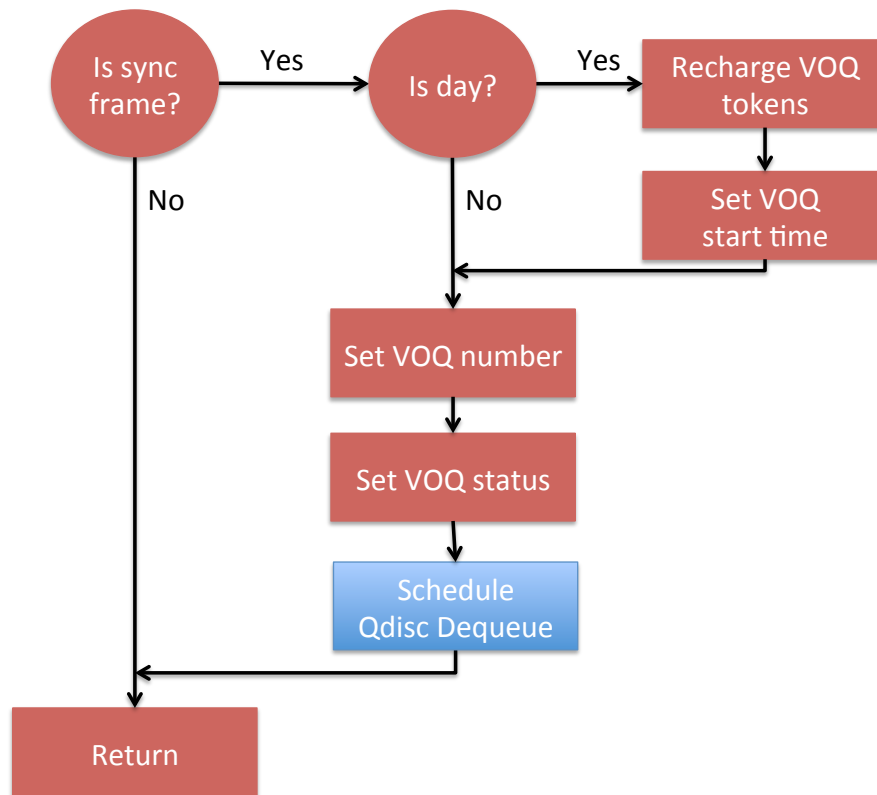 Is sync
frame?
Yes
Is day?
Yes
Recharge VOQ
tokens
No
No
Set VOQ
start time
Set VOQ number
Set VOQ status
Schedule
Qdisc Dequeue
Return